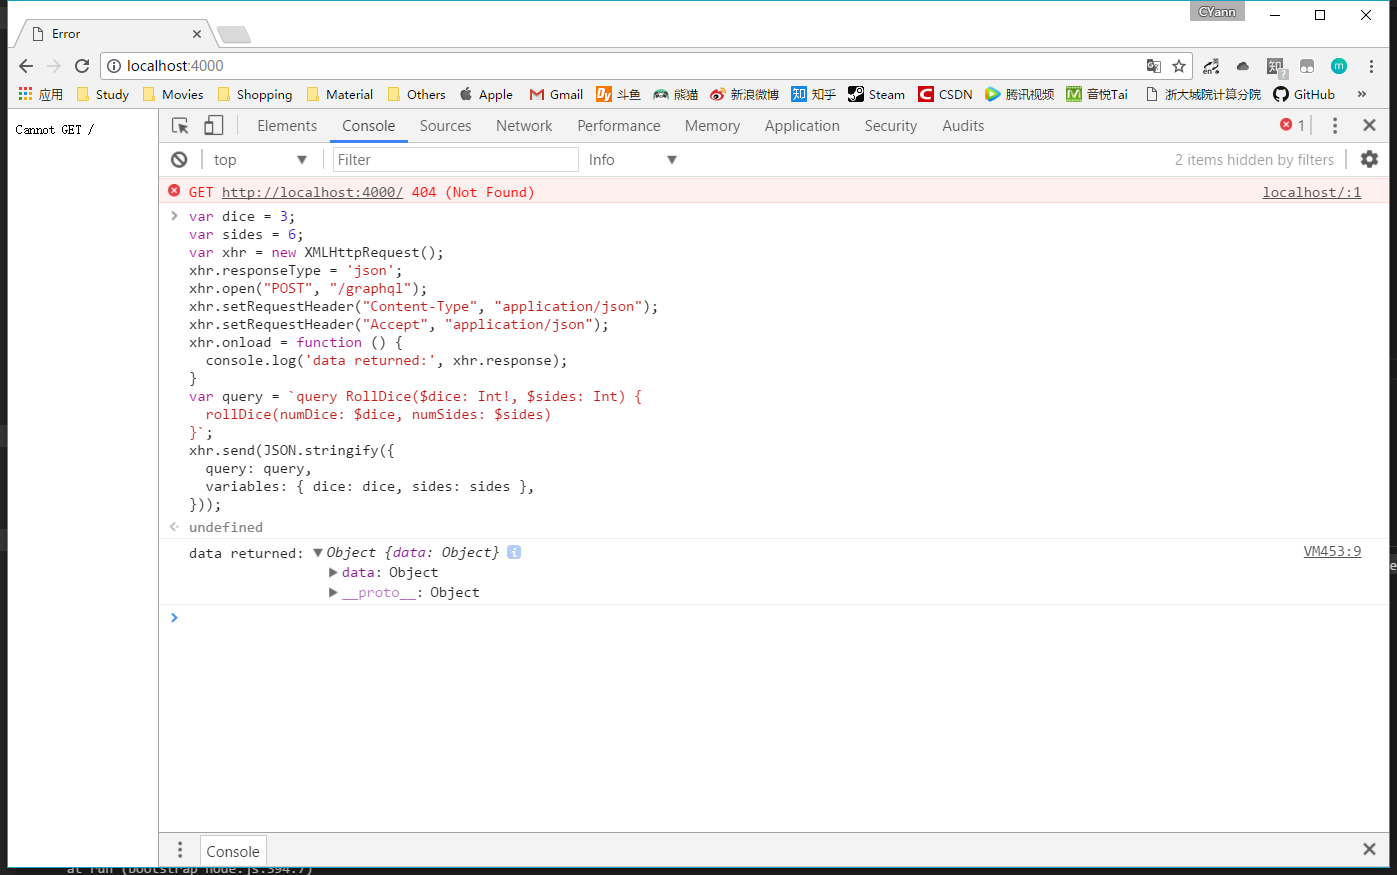 CYann
Error
localhost:4000
应用 Study Movies Shopping Material Others Apple Gmail 斗鱼 熊猫 新浪微博 知乎 Steam CSDN 腾讯视频 音悦Tai 浙大城院计算分院 GitHub »
Cannot GET /
Elements Console Sources Network Performance Memory Application Security Audits 1
top Filter Info 2 items hidden by filters
GET http://localhost:4000/ 404 (Not Found) localhost/:1
var dice = 3;
var sides = 6;
var xhr = new XMLHttpRequest();
xhr.responseType = 'json';
xhr.open("POST", "/graphql");
xhr.setRequestHeader("Content-Type", "application/json");
xhr.setRequestHeader("Accept", "application/json");
xhr.onload = function () {
  console.log('data returned:', xhr.response);
}
var query = `query RollDice($dice: Int!, $sides: Int) {
  rollDice(numDice: $dice, numSides: $sides)
}`;
xhr.send(JSON.stringify({
  query: query,
  variables: { dice: dice, sides: sides },
}));
undefined
data returned: Object {data: Object} VM453:9
data: Object
__proto__: Object
Console